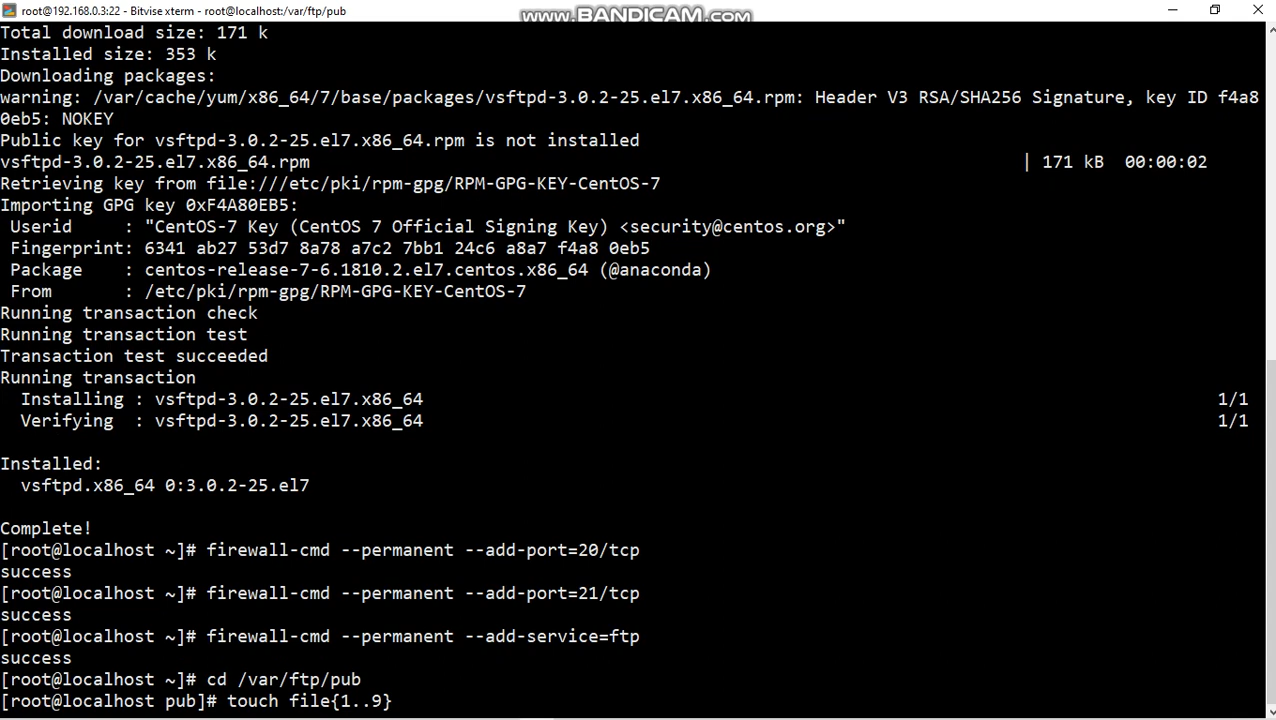 root@192.168.0.3:22 - Bitvise xterm - root@localhost:/var/ftp/pub
www.BANDICAM.com
Total download size: 171 k
Installed size: 353 k
Downloading packages:
warning: /var/cache/yum/x86_64/7/base/packages/vsftpd-3.0.2-25.el7.x86_64.rpm: Header V3 RSA/SHA256 Signature, key ID f4a8
0eb5: NOKEY
Public key for vsftpd-3.0.2-25.el7.x86_64.rpm is not installed
vsftpd-3.0.2-25.el7.x86_64.rpm | 171 kB 00:00:02
Retrieving key from file:///etc/pki/rpm-gpg/RPM-GPG-KEY-CentOS-7
Importing GPG key 0xF4A80EB5:
Userid : "CentOS-7 Key (CentOS 7 Official Signing Key) <security@centos.org>"
Fingerprint: 6341 ab27 53d7 8a78 a7c2 7bb1 24c6 a8a7 f4a8 0eb5
Package : centos-release-7-6.1810.2.el7.centos.x86_64 (@anaconda)
From : /etc/pki/rpm-gpg/RPM-GPG-KEY-CentOS-7
Running transaction check
Running transaction test
Transaction test succeeded
Running transaction
Installing : vsftpd-3.0.2-25.el7.x86_64 1/1
Verifying : vsftpd-3.0.2-25.el7.x86_64 1/1
Installed:
vsftpd.x86_64 0:3.0.2-25.el7
Complete!
[root@localhost ~]# firewall-cmd --permanent --add-port=20/tcp
success
[root@localhost ~]# firewall-cmd --permanent --add-port=21/tcp
success
[root@localhost ~]# firewall-cmd --permanent --add-service=ftp
success
[root@localhost ~]# cd /var/ftp/pub
[root@localhost pub]# touch file{1..9}